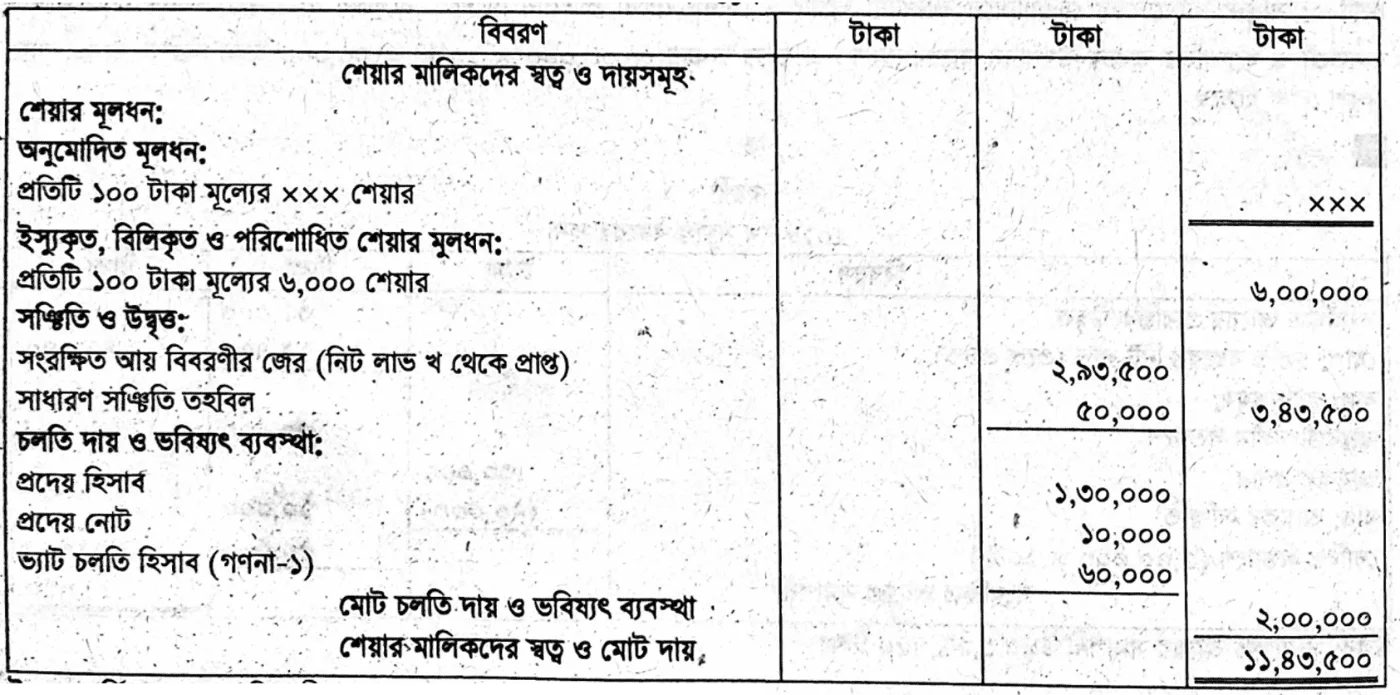 বিবরণ টাকা টাকা টাকা
শেয়ার মালিকদের স্বত্ব ও দায়সমূহ
শেয়ার মূলধন:
অনুমোদিত মূলধন:
প্রতিটি ১০০ টাকা মূল্যের ××× শেয়ার ×××
ইস্যুকৃত, বিলিকৃত ও পরিশোধিত শেয়ার মুলধন:
প্রতিটি ১০০ টাকা মূল্যের ৬,০০০ শেয়ার ৬,০০,০০০
সঞ্চিতি ও উদ্বৃত্ত:
সংরক্ষিত আয় বিবরণীর জের (নিট লাভ খ থেকে প্রাপ্ত) ২,৯৩,৫০০
সাধারণ সঞ্চিতি তহবিল ৫০,০০০ ৩,৪৩,৫০০
চলতি দায় ও ভবিষ্যৎ ব্যবস্থা:
প্রদেয় হিসাব ১,৩০,০০০
প্রদেয় নোট ১০,০০০
ভ্যাট চলতি হিসাব (গণনা-১) ৬০,০০০
মোট চলতি দায় ও ভবিষ্যৎ ব্যবস্থা ২,০০,০০০
শেয়ার মালিকদের স্বত্ব ও মোট দায় ১১,৪৩,৫০০